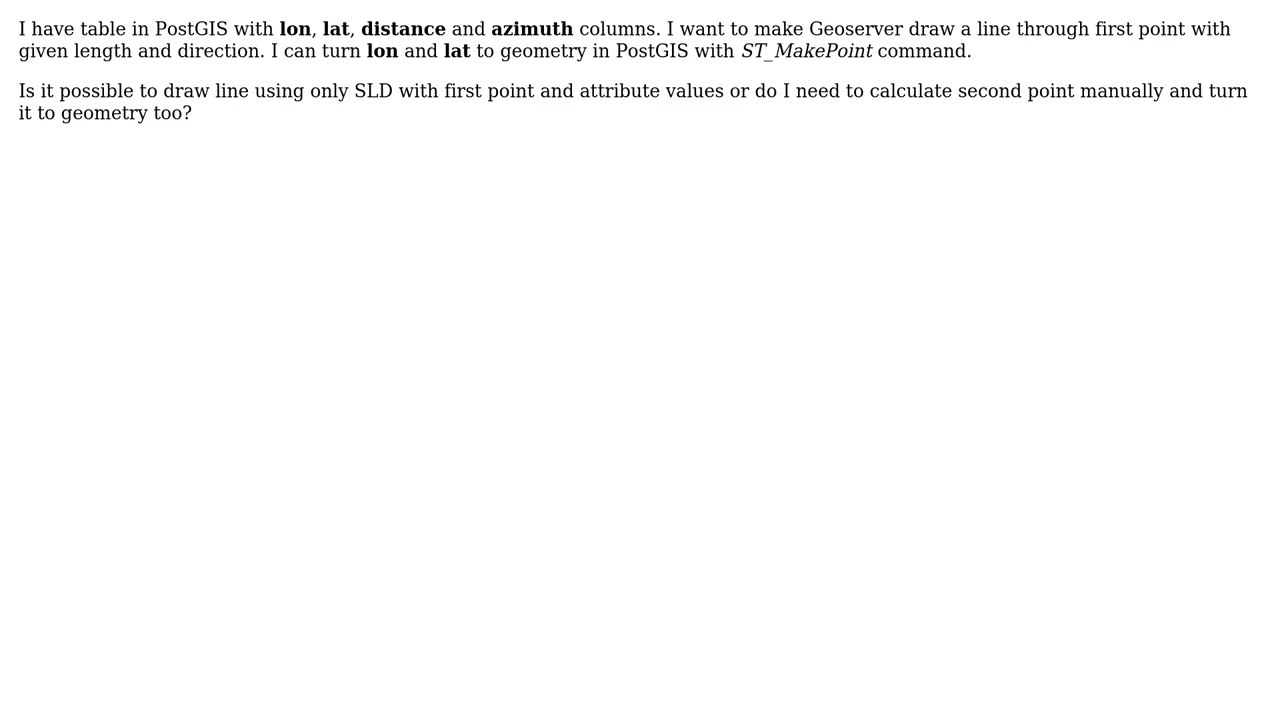 I have table in PostGIS with lon, lat, distance and azimuth columns. I want to make Geoserver draw a line through first point with
given length and direction. I can turn lon and lat to geometry in PostGIS with ST_MakePoint command.
Is it possible to draw line using only SLD with first point and attribute values or do I need to calculate second point manually and turn
it to geometry too?